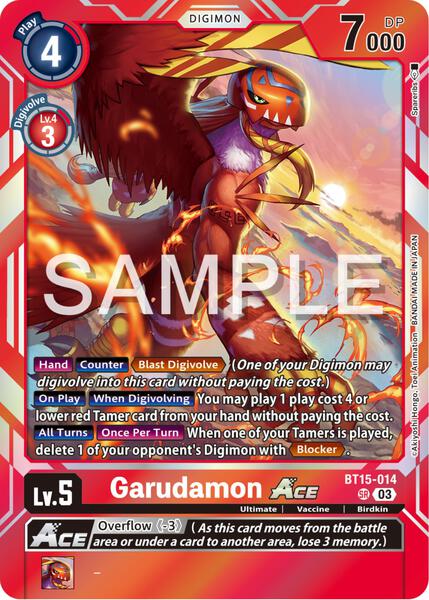 DIGIMON
Play
4
7000
DP
Digivolve
Lv.4
3
Spareribs
SAMPLE
Hand Counter Blast Digivolve (One of your Digimon may
digivolve into this card without paying the cost.)
On Play When Digivolving You may play 1 play cost 4 or
lower red Tamer card from your hand without paying the cost.
All Turns Once Per Turn When one of your Tamers is played,
delete 1 of your opponent's Digimon with Blocker .
©Akiyoshi Hongo, Toei Animation BANDAI MADE IN JAPAN
BT15-014
Lv.5
Garudamon ACE
SR 03
Ultimate Vaccine Birdkin
ACE Overflow《-3》 (As this card moves from the battle
area or under a card to another area, lose 3 memory.)
–